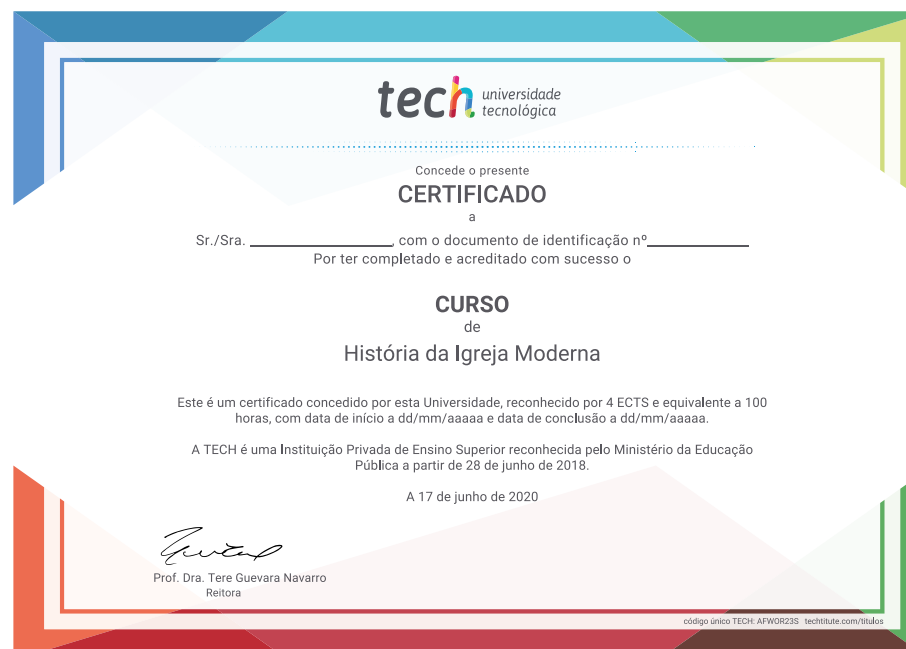 tech universidade
tecnológica
Concede o presente
CERTIFICADO
a
Sr./Sra. ________________, com o documento de identificação nº____________
Por ter completado e acreditado com sucesso o
CURSO
de
História da Igreja Moderna
Este é um certificado concedido por esta Universidade, reconhecido por 4 ECTS e equivalente a 100
horas, com data de início a dd/mm/aaaaa e data de conclusão a dd/mm/aaaaa.
A TECH é uma Instituição Privada de Ensino Superior reconhecida pelo Ministério da Educação
Pública a partir de 28 de junho de 2018.
A 17 de junho de 2020
Prof. Dra. Tere Guevara Navarro
Reitora
código único TECH: AFWOR23S techtitute.com/titulos